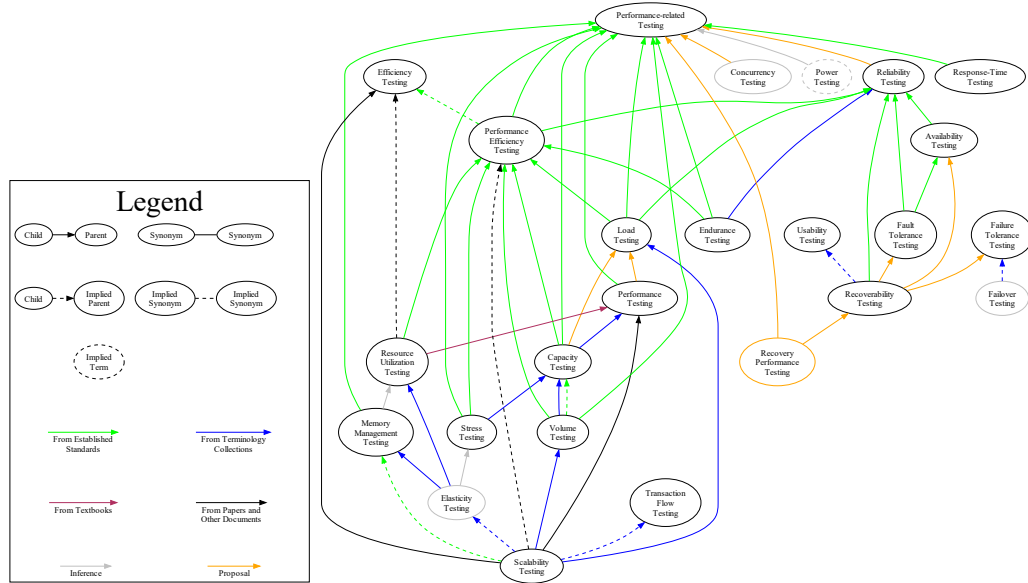 Performance-related
Testing
Efficiency
Testing
Concurrency
Testing
Power
Testing
Reliability
Testing
Response-Time
Testing
Performance
Efficiency
Testing
Availability
Testing
Legend
Child
Parent
Synonym
Synonym
Load
Testing
Endurance
Testing
Usability
Testing
Fault
Tolerance
Testing
Failure
Tolerance
Testing
Child
Implied
Parent
Implied
Synonym
Implied
Synonym
Performance
Testing
Recoverability
Testing
Failover
Testing
Implied
Term
Resource
Utilization
Testing
Capacity
Testing
Recovery
Performance
Testing
From Established
Standards
From Terminology
Collections
Memory
Management
Testing
Stress
Testing
Volume
Testing
From Textbooks
From Papers and
Other Documents
Elasticity
Testing
Transaction
Flow
Testing
Inference
Proposal
Scalability
Testing